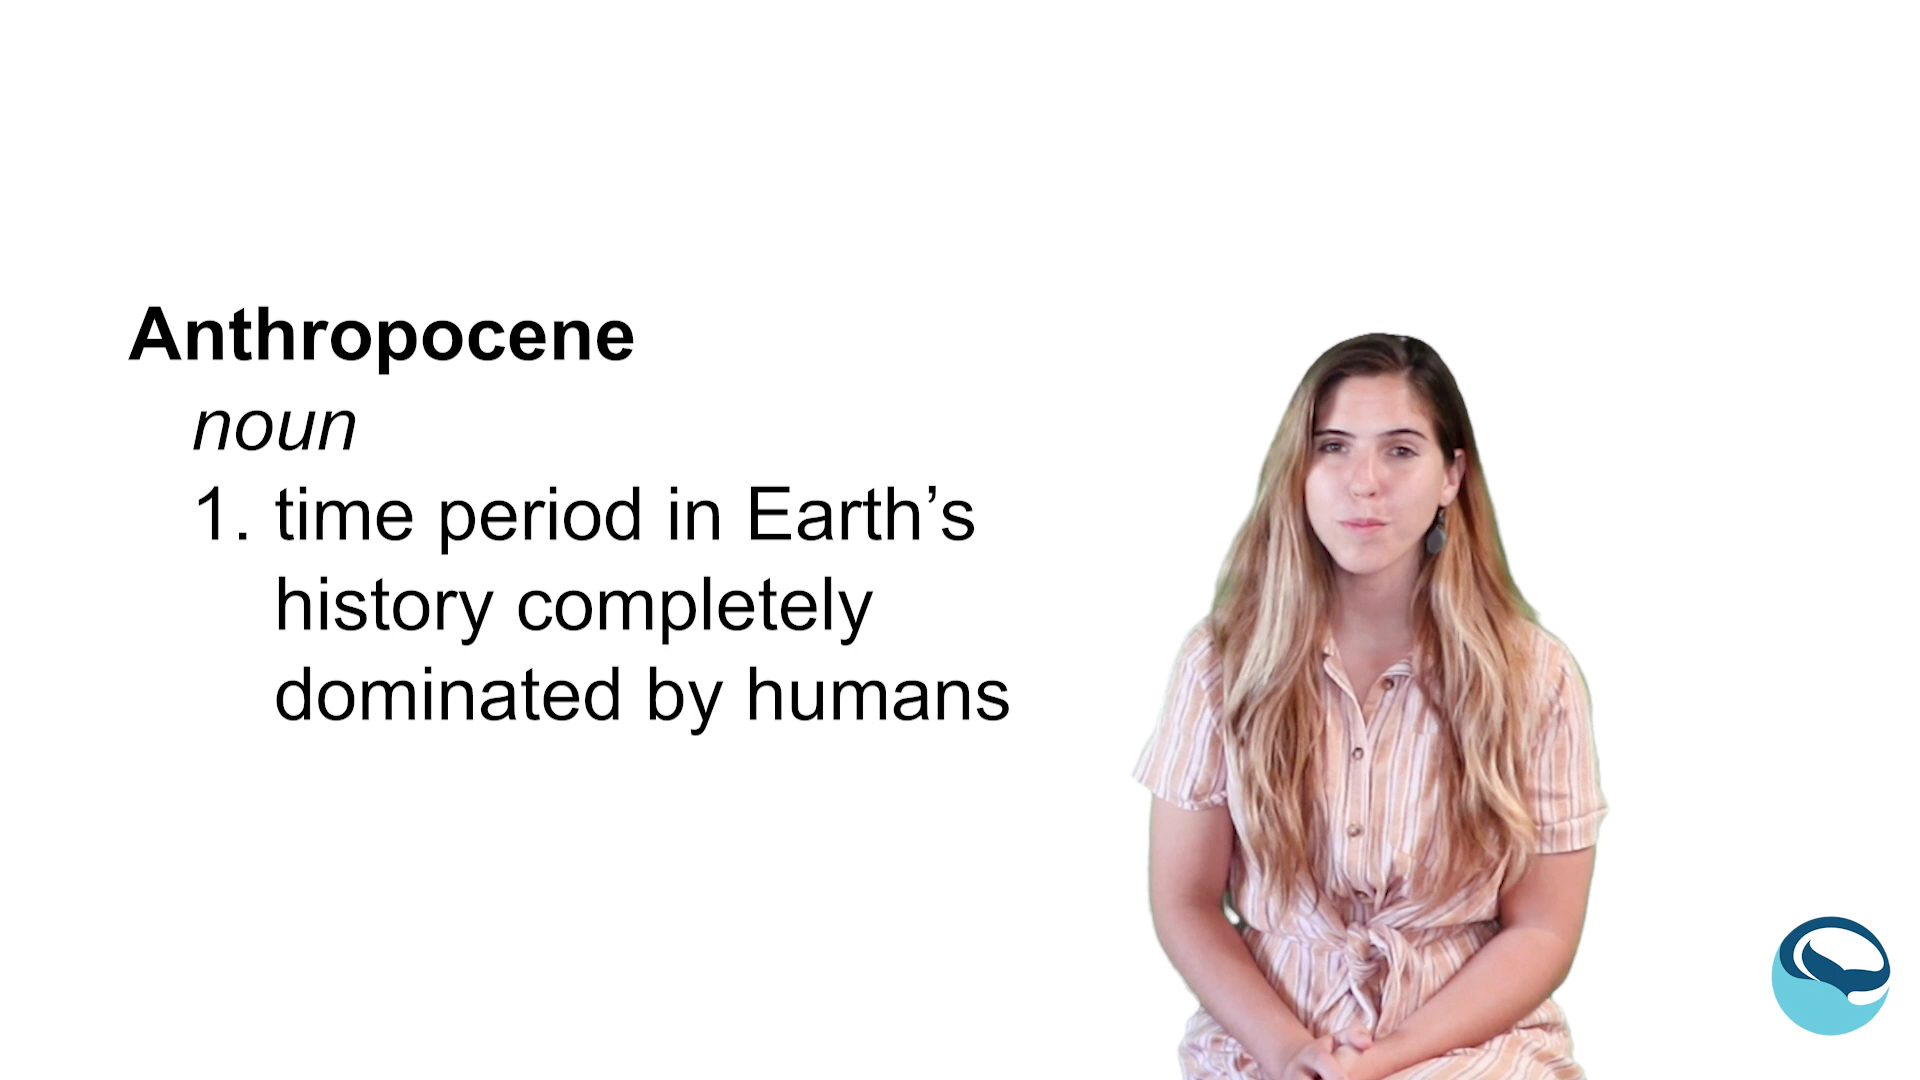 Anthropocene
noun
1. time period in Earth’s
history completely
dominated by humans